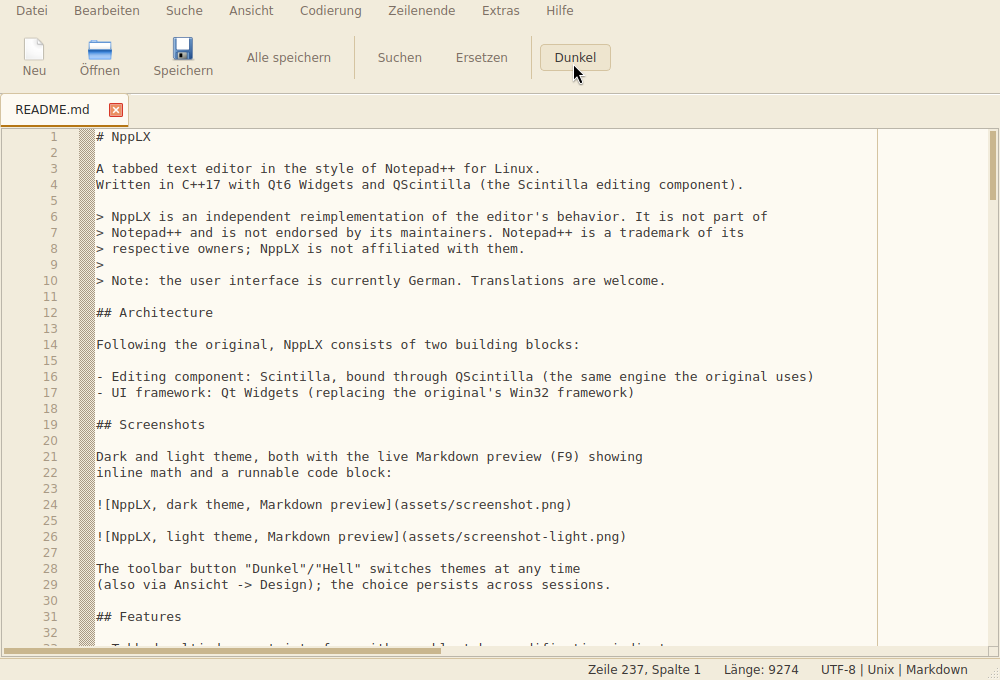 Datei Bearbeiten Suche Ansicht Codierung Zeilenende Extras Hilfe
Neu Öffnen Speichern Alle speichern Suchen Ersetzen Dunkel
README.md
1 # NppLX
2
3 A tabbed text editor in the style of Notepad++ for Linux.
4 Written in C++17 with Qt6 Widgets and QScintilla (the Scintilla editing component).
5
6 > NppLX is an independent reimplementation of the editor's behavior. It is not part of
7 > Notepad++ and is not endorsed by its maintainers. Notepad++ is a trademark of its
8 > respective owners; NppLX is not affiliated with them.
9 >
10 > Note: the user interface is currently German. Translations are welcome.
11
12 ## Architecture
13
14 Following the original, NppLX consists of two building blocks:
15
16 - Editing component: Scintilla, bound through QScintilla (the same engine the original uses)
17 - UI framework: Qt Widgets (replacing the original's Win32 framework)
18
19 ## Screenshots
20
21 Dark and light theme, both with the live Markdown preview (F9) showing
22 inline math and a runnable code block:
23
24 ![NppLX, dark theme, Markdown preview](assets/screenshot.png)
25
26 ![NppLX, light theme, Markdown preview](assets/screenshot-light.png)
27
28 The toolbar button "Dunkel"/"Hell" switches themes at any time
29 (also via Ansicht -> Design); the choice persists across sessions.
30
31 ## Features
32
Zeile 237, Spalte 1 Länge: 9274 UTF-8 | Unix | Markdown